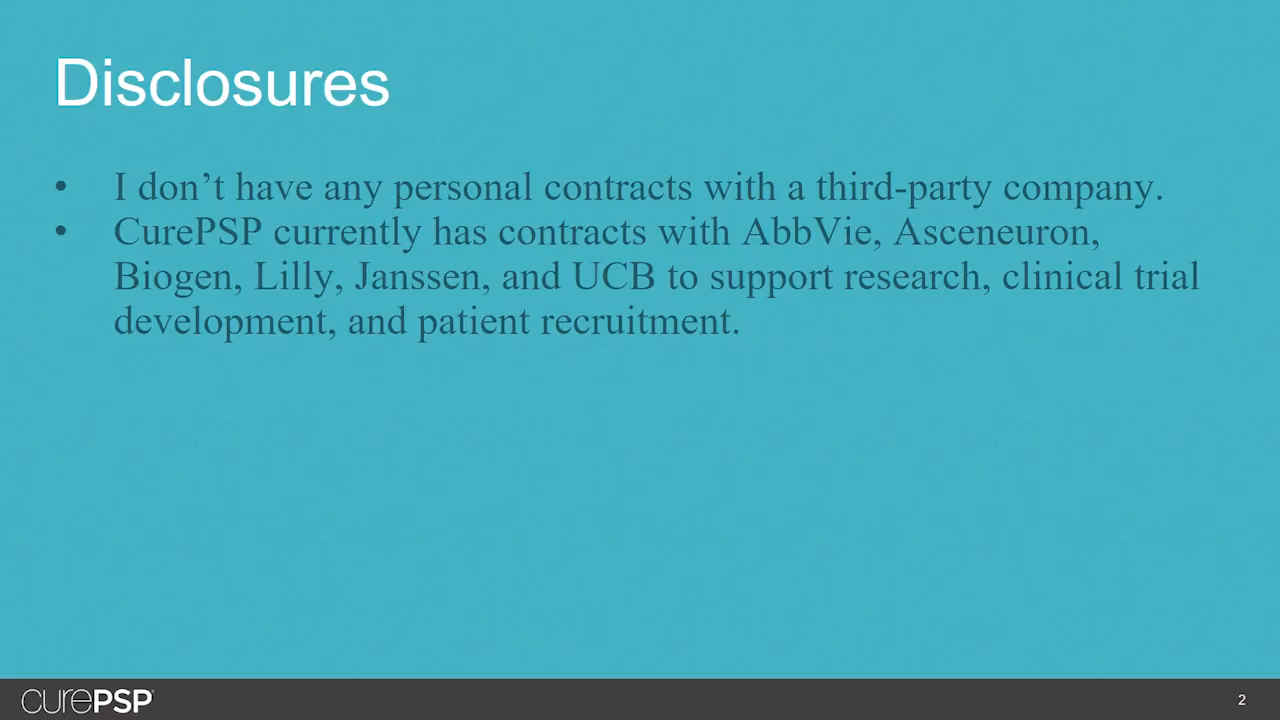 Disclosures
• I don’t have any personal contracts with a third-party company.
• CurePSP currently has contracts with AbbVie, Asceneuron,
Biogen, Lilly, Janssen, and UCB to support research, clinical trial
development, and patient recruitment.
curePSP
2